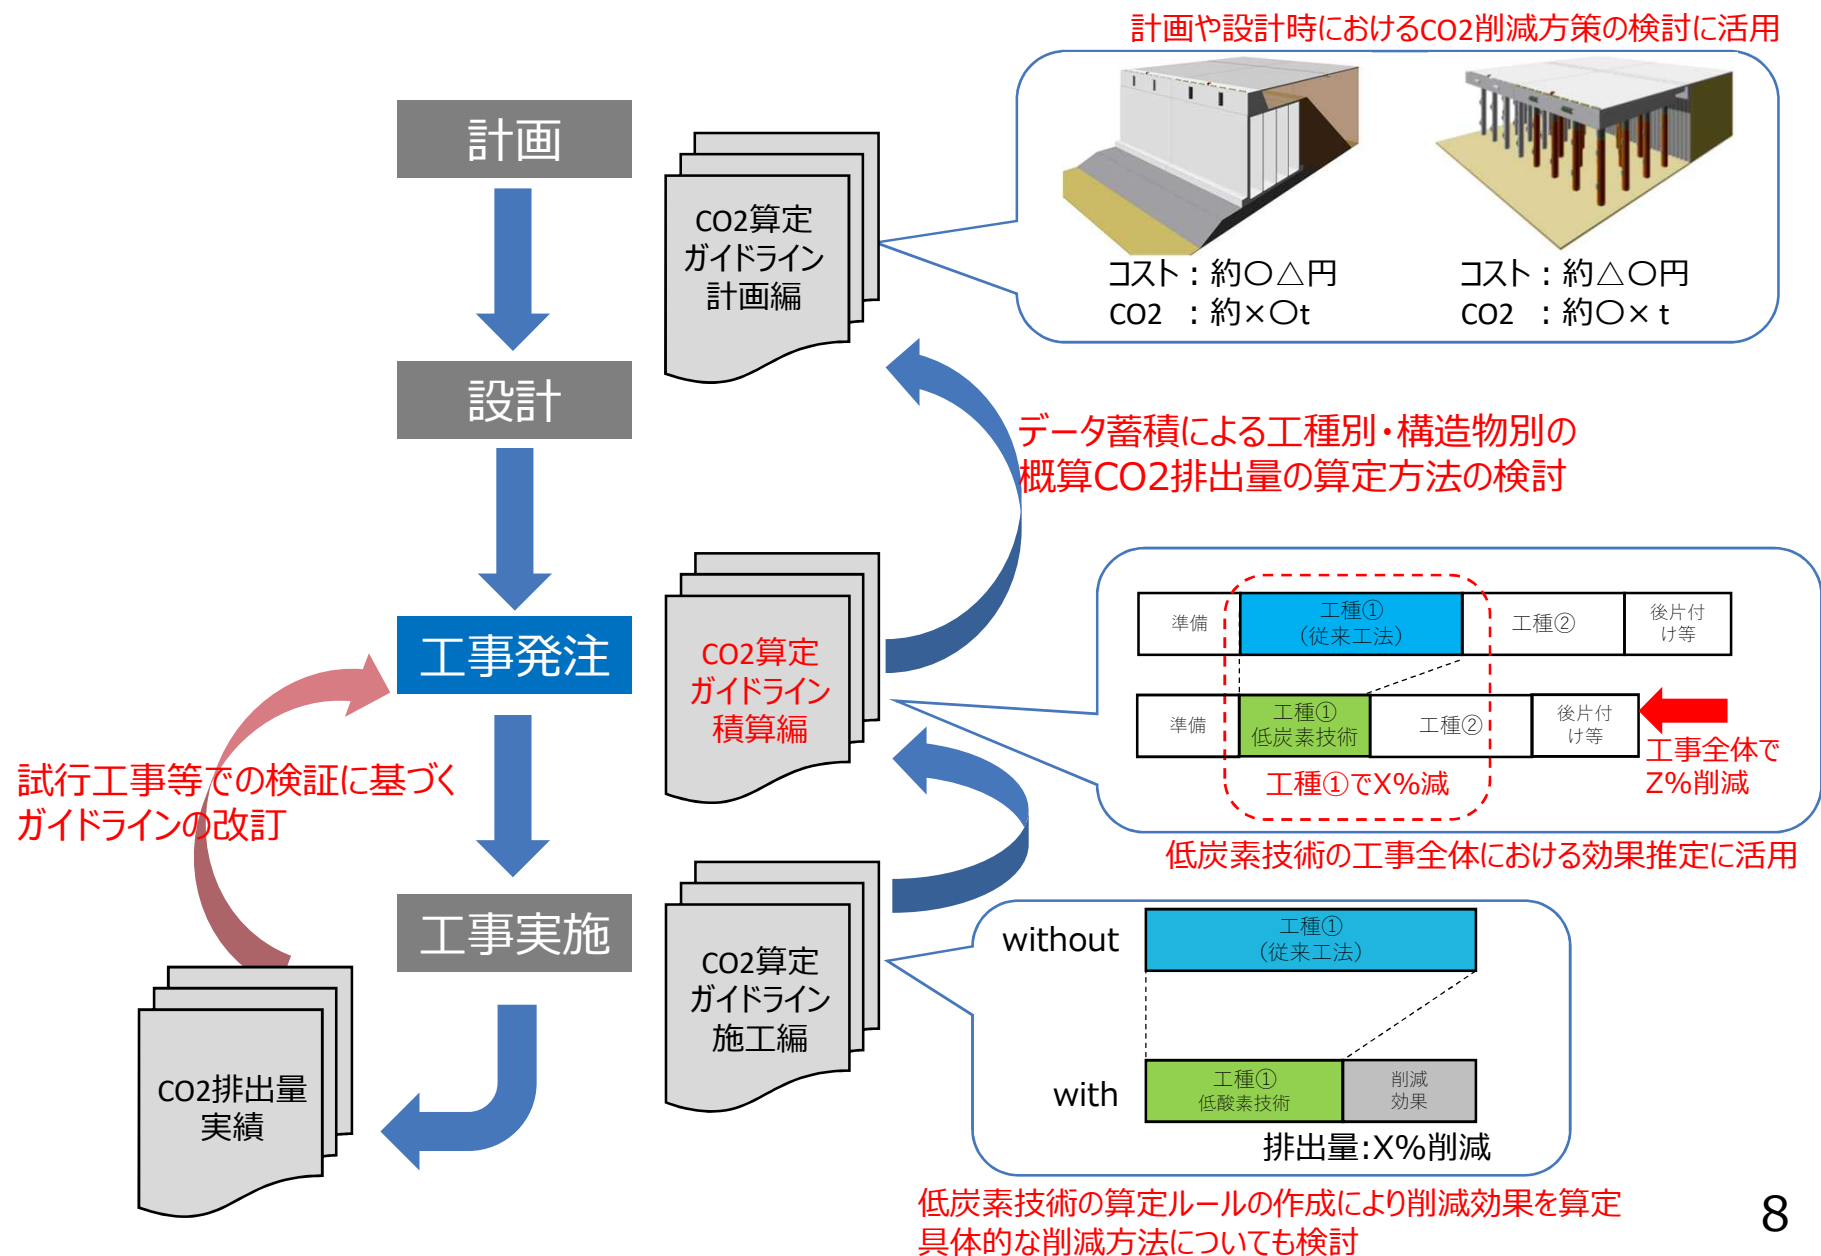 計画や設計時におけるCO2削減方策の検討に活用
計画
CO2算定
ガイドライン
計画編
コスト：約〇△円
CO2 ：約×〇t
コスト：約△〇円
CO2 ：約〇× t
設計
データ蓄積による工種別・構造物別の
概算CO2排出量の算定方法の検討
工事発注
CO2算定
ガイドライン
積算編
準備
工種①
（従来工法）
工種②
後片付
け等
準備
工種①
低炭素技術
工種②
後片付
け等
工種①でX%減
工事全体で
Z%削減
低炭素技術の工事全体における効果推定に活用
試行工事等での検証に基づく
ガイドラインの改訂
工事実施
CO2算定
ガイドライン
施工編
without
工種①
（従来工法）
with
工種①
低酸素技術
削減
効果
排出量:X%削減
CO2排出量
実績
低炭素技術の算定ルールの作成により削減効果を算定
具体的な削減方法についても検討
8